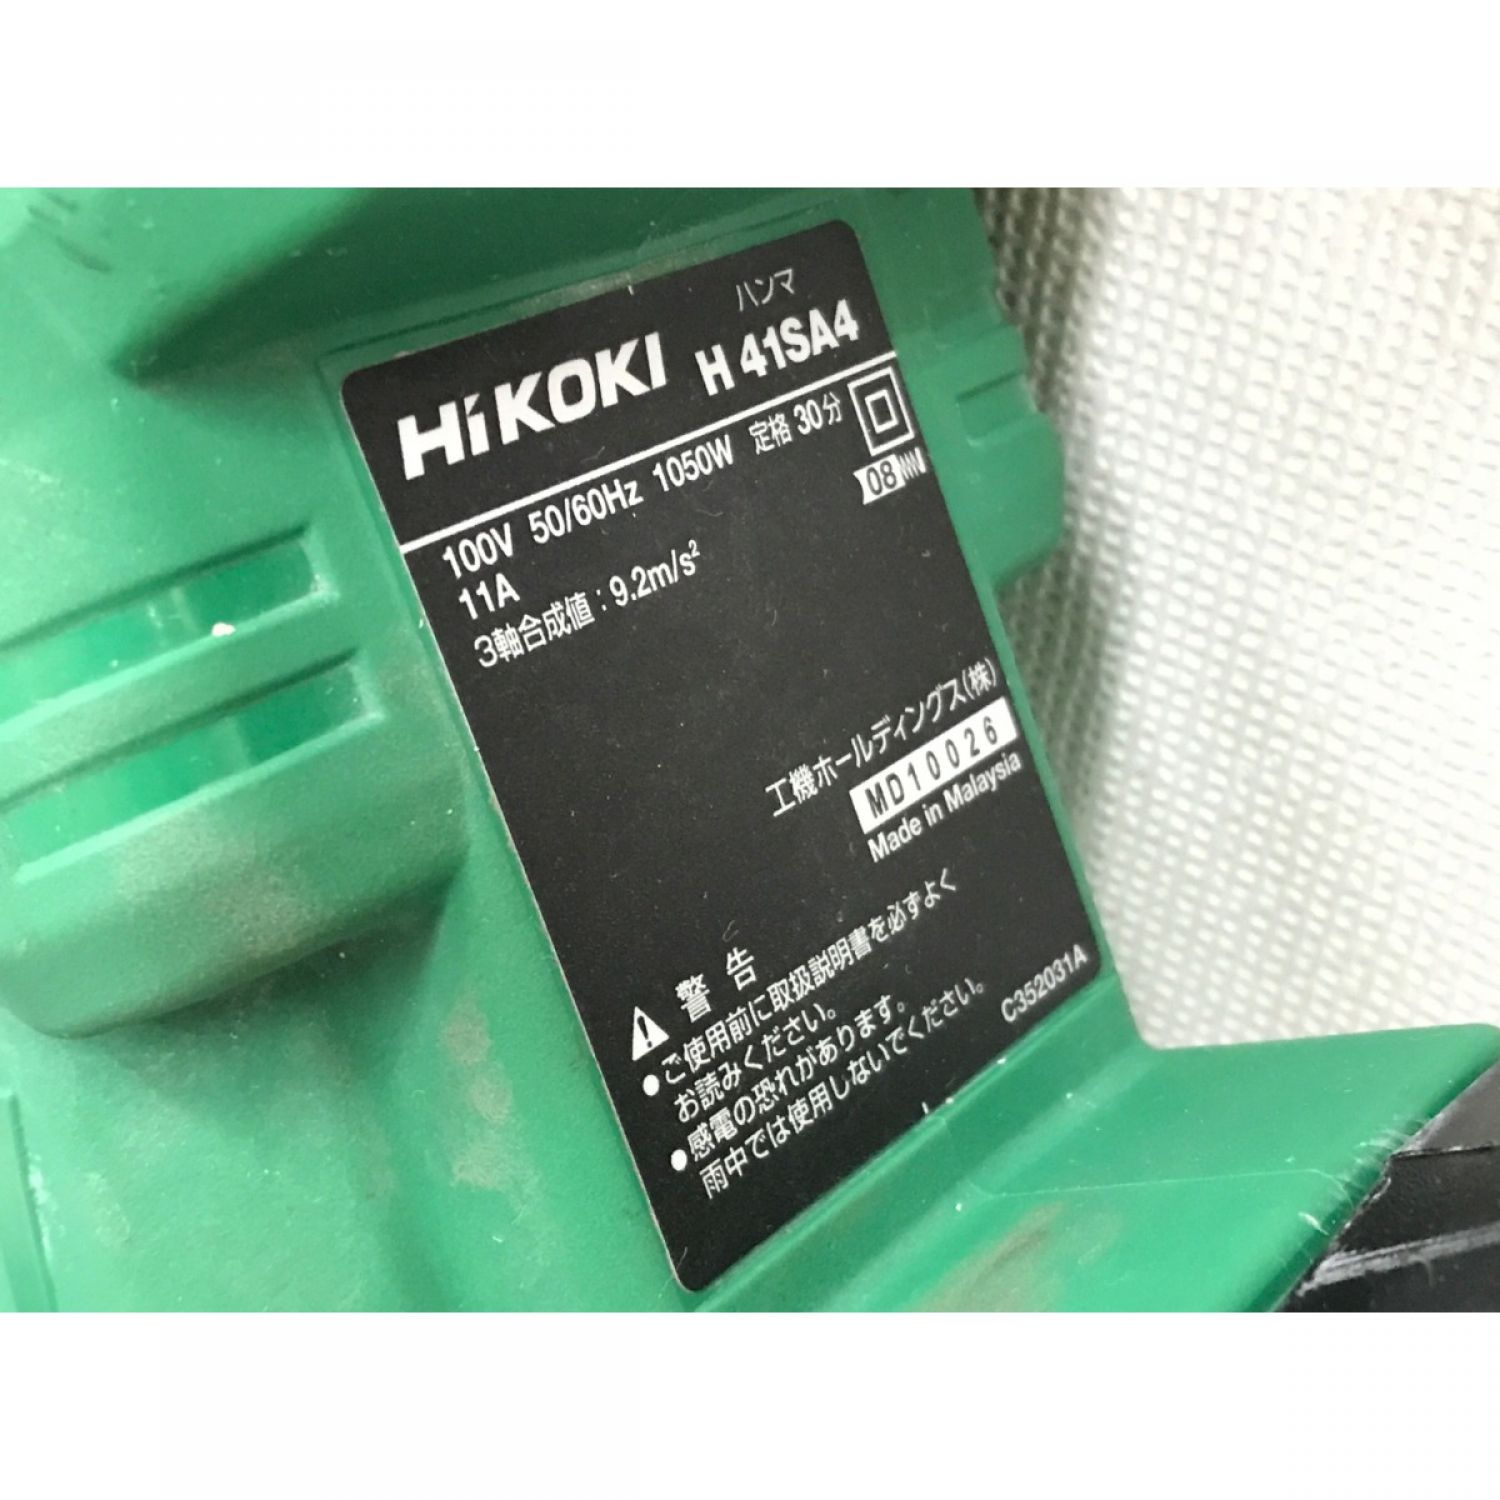 ハンマ
HiKOKI H 41SA4
100V 50/60Hz 1050W 定格 30分
11A
08
3軸合成値：9.2m/s²
工機ホールディングス(株)
MD10026
Made in Malaysia
警告
●ご使用前に取扱説明書を必ずよく
お読みください。
●感電の恐れがあります。
雨中では使用しないでください。
C352031A